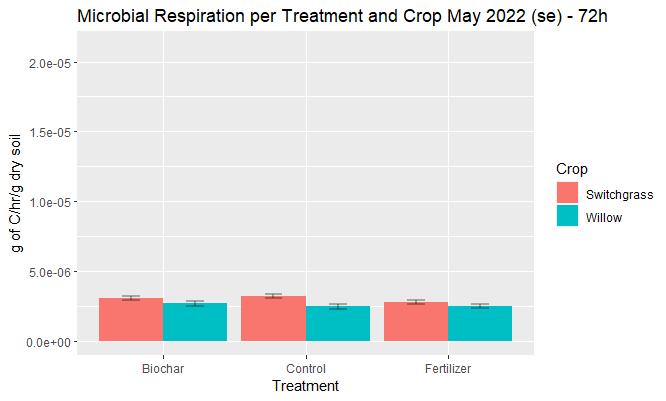 Microbial Respiration per Treatment and Crop May 2022 (se) - 72h
g of C/hr/g dry soil
2.0e-05
1.5e-05
1.0e-05
5.0e-06
0.0e+00
Biochar
Control
Fertilizer
Treatment
Crop
Switchgrass
Willow